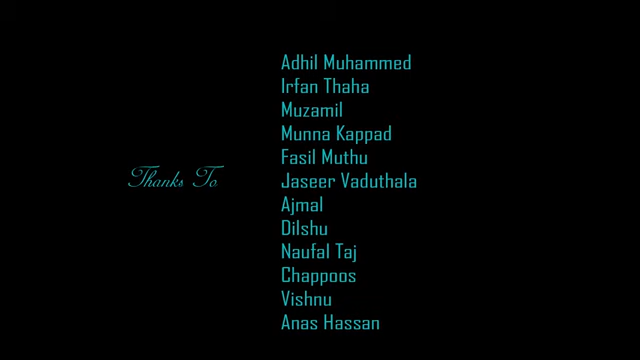 Thanks To
Adhil Muhammed
Irfan Thaha
Muzamil
Munna Kappad
Fasil Muthu
Jaseer Vaduthala
Ajmal
Dilshu
Naufal Taj
Chappoos
Vishnu
Anas Hassan